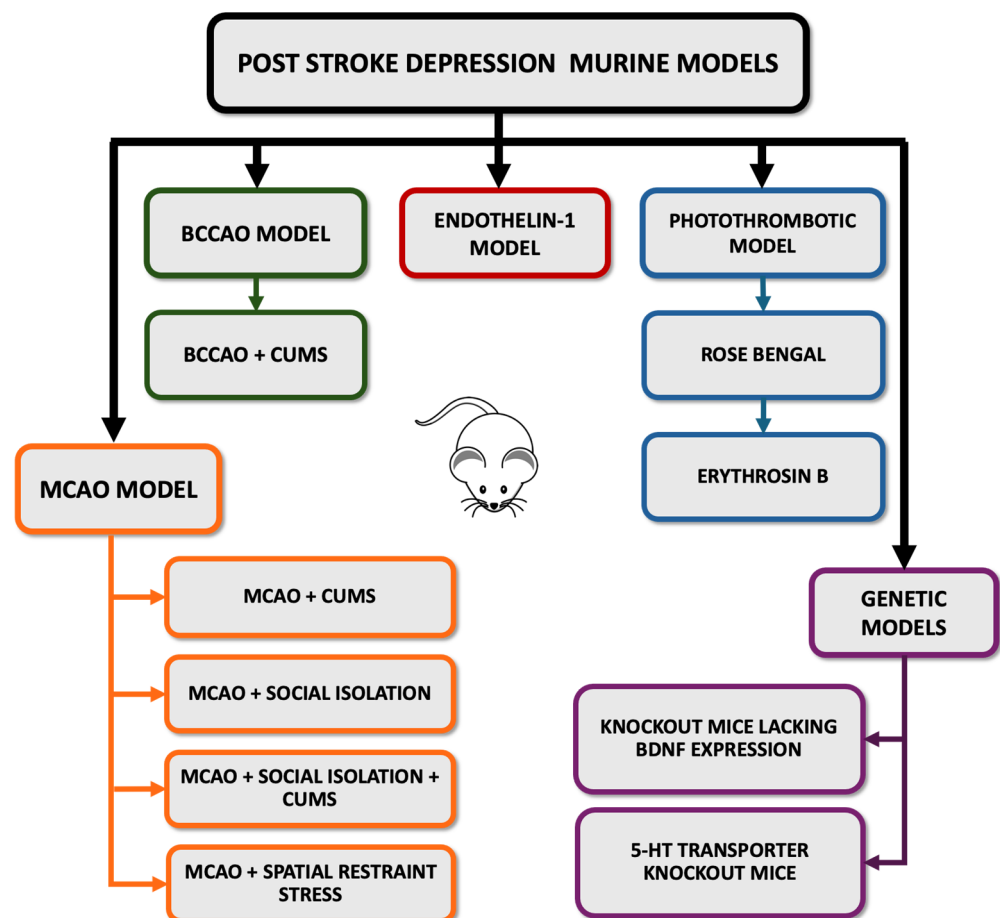 POST STROKE DEPRESSION MURINE MODELS
BCCAO MODEL
BCCAO + CUMS
ENDOTHELIN-1
MODEL
PHOTOTHROMBOTIC
MODEL
ROSE BENGAL
ERYTHROSIN B
MCAO MODEL
MCAO + CUMS
MCAO + SOCIAL ISOLATION
MCAO + SOCIAL ISOLATION +
CUMS
MCAO + SPATIAL RESTRAINT
STRESS
GENETIC
MODELS
KNOCKOUT MICE LACKING
BDNF EXPRESSION
5-HT TRANSPORTER
KNOCKOUT MICE